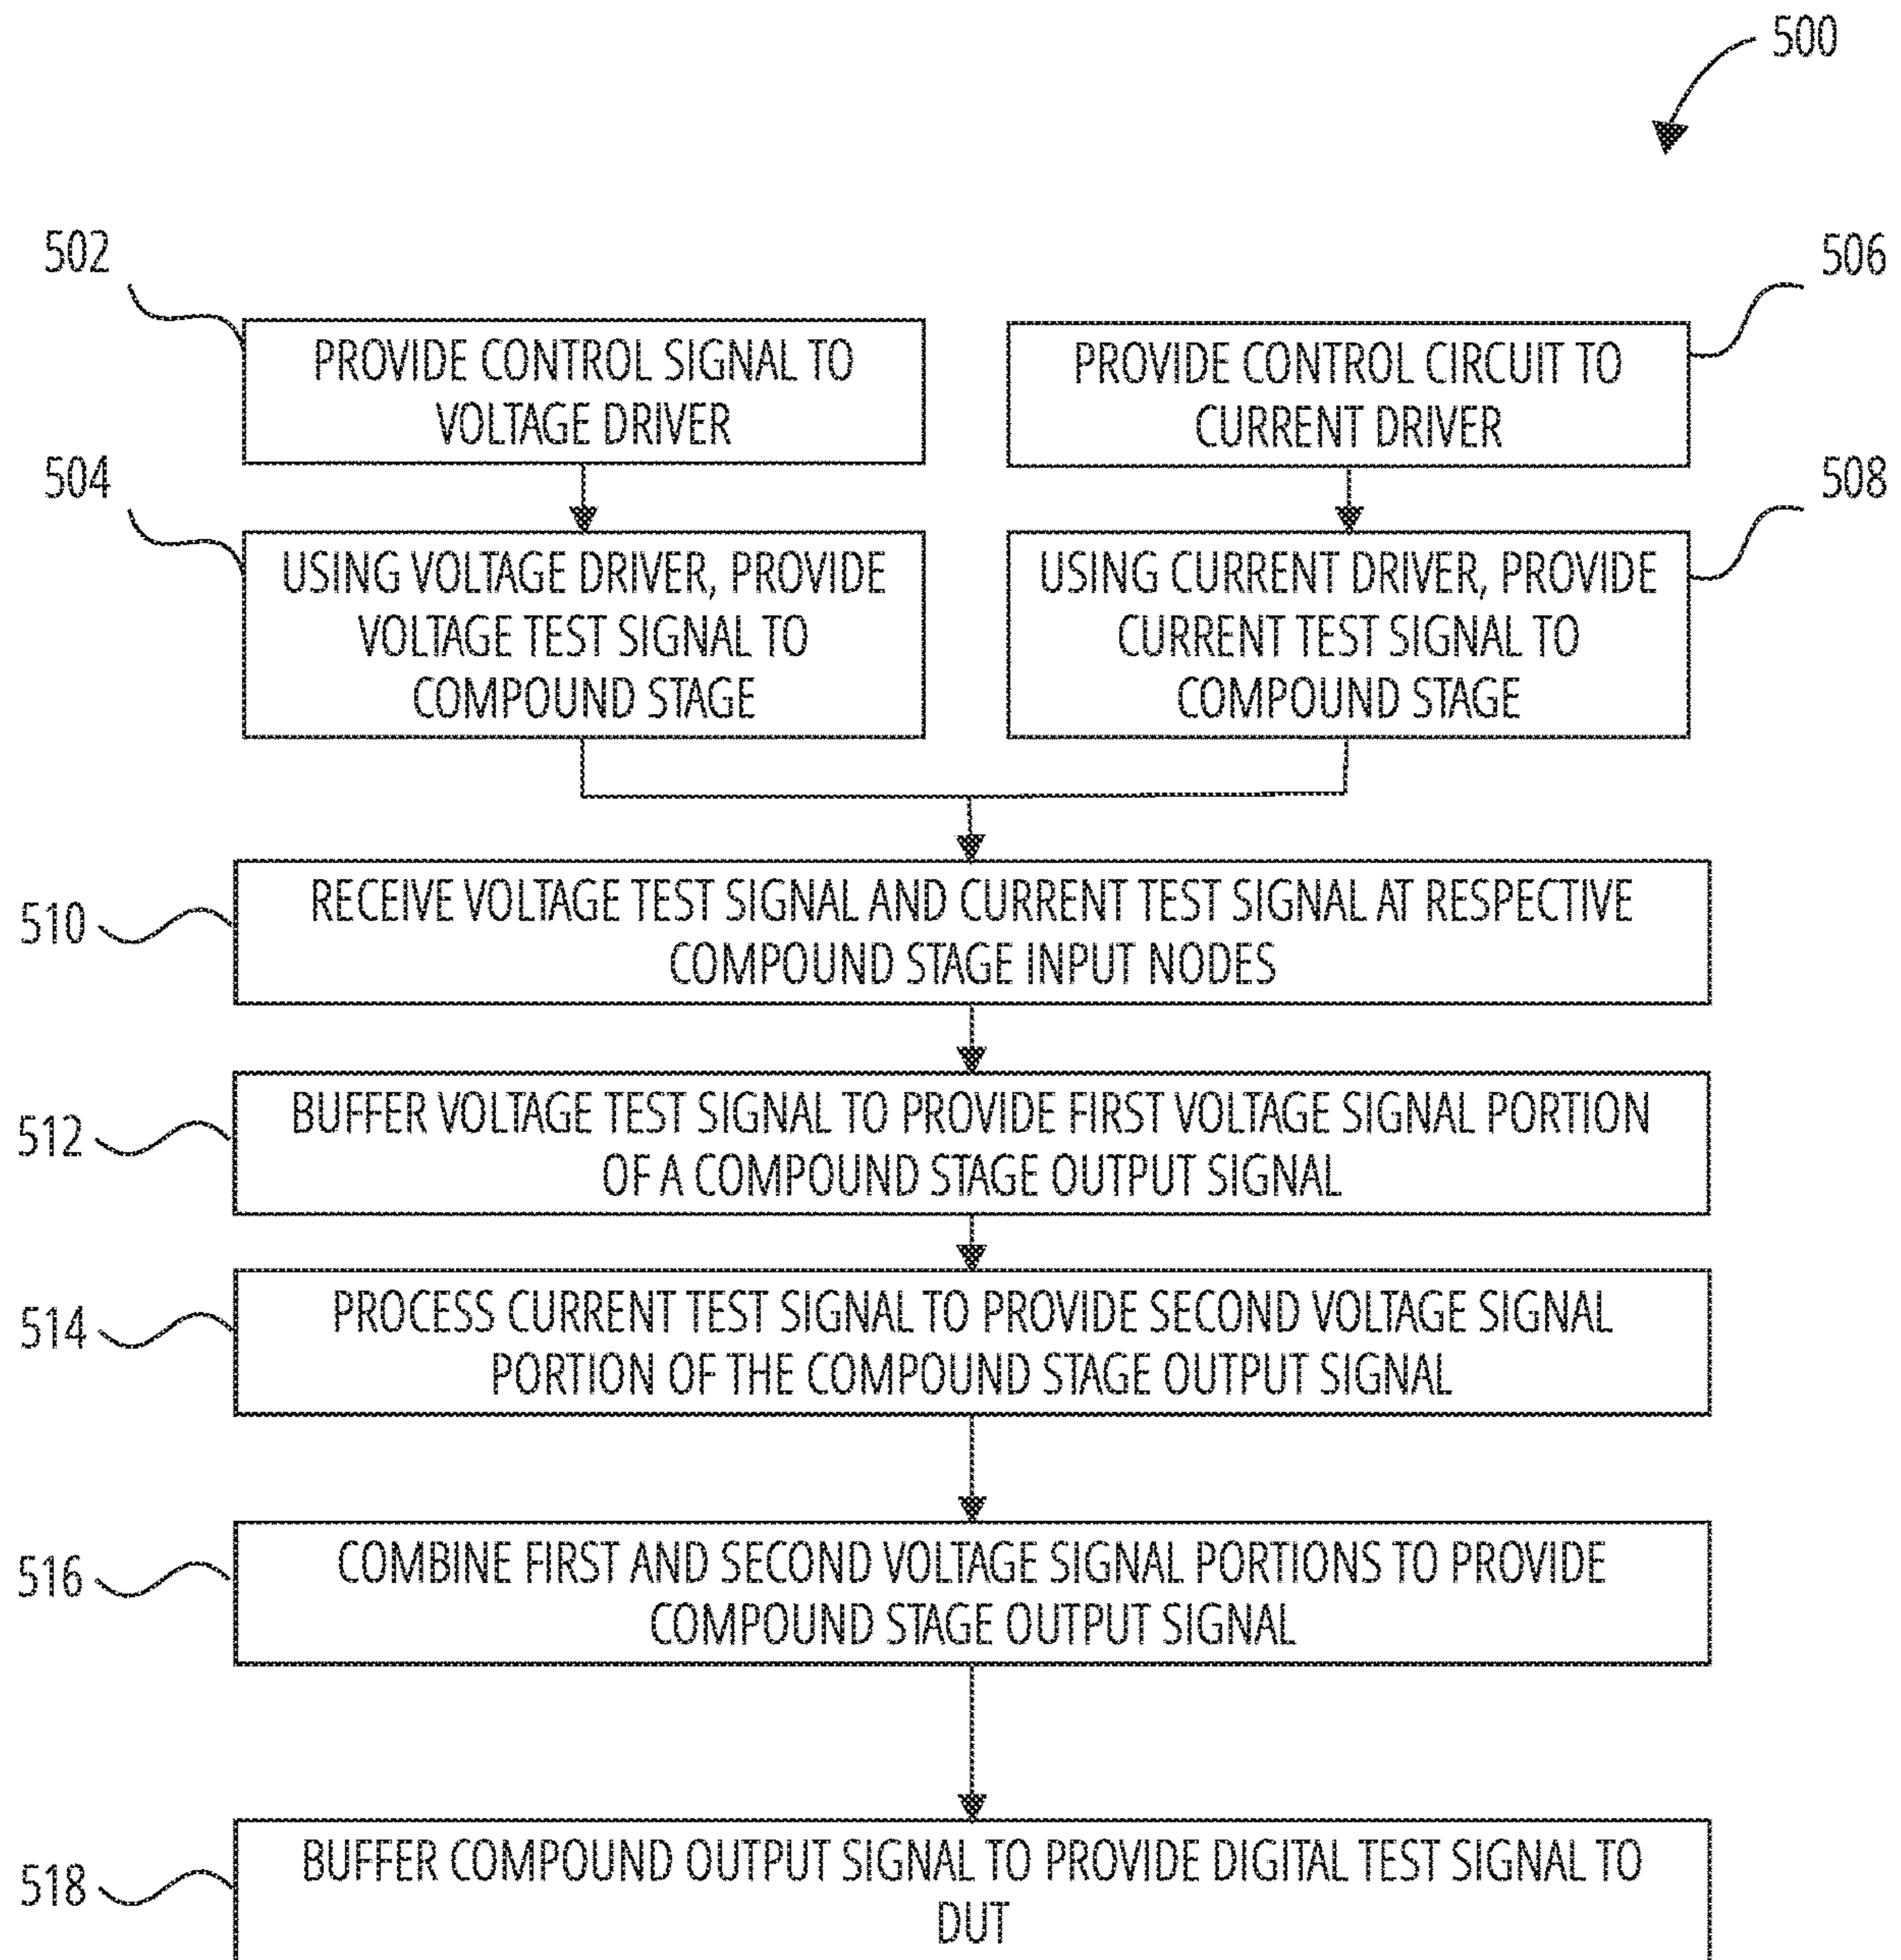 500
502
PROVIDE CONTROL SIGNAL TO
VOLTAGE DRIVER
506
PROVIDE CONTROL CIRCUIT TO
CURRENT DRIVER
504
USING VOLTAGE DRIVER, PROVIDE
VOLTAGE TEST SIGNAL TO
COMPOUND STAGE
508
USING CURRENT DRIVER, PROVIDE
CURRENT TEST SIGNAL TO
COMPOUND STAGE
510
RECEIVE VOLTAGE TEST SIGNAL AND CURRENT TEST SIGNAL AT RESPECTIVE
COMPOUND STAGE INPUT NODES
512
BUFFER VOLTAGE TEST SIGNAL TO PROVIDE FIRST VOLTAGE SIGNAL PORTION
OF A COMPOUND STAGE OUTPUT SIGNAL
514
PROCESS CURRENT TEST SIGNAL TO PROVIDE SECOND VOLTAGE SIGNAL
PORTION OF THE COMPOUND STAGE OUTPUT SIGNAL
516
COMBINE FIRST AND SECOND VOLTAGE SIGNAL PORTIONS TO PROVIDE
COMPOUND STAGE OUTPUT SIGNAL
518
BUFFER COMPOUND OUTPUT SIGNAL TO PROVIDE DIGITAL TEST SIGNAL TO
DUT